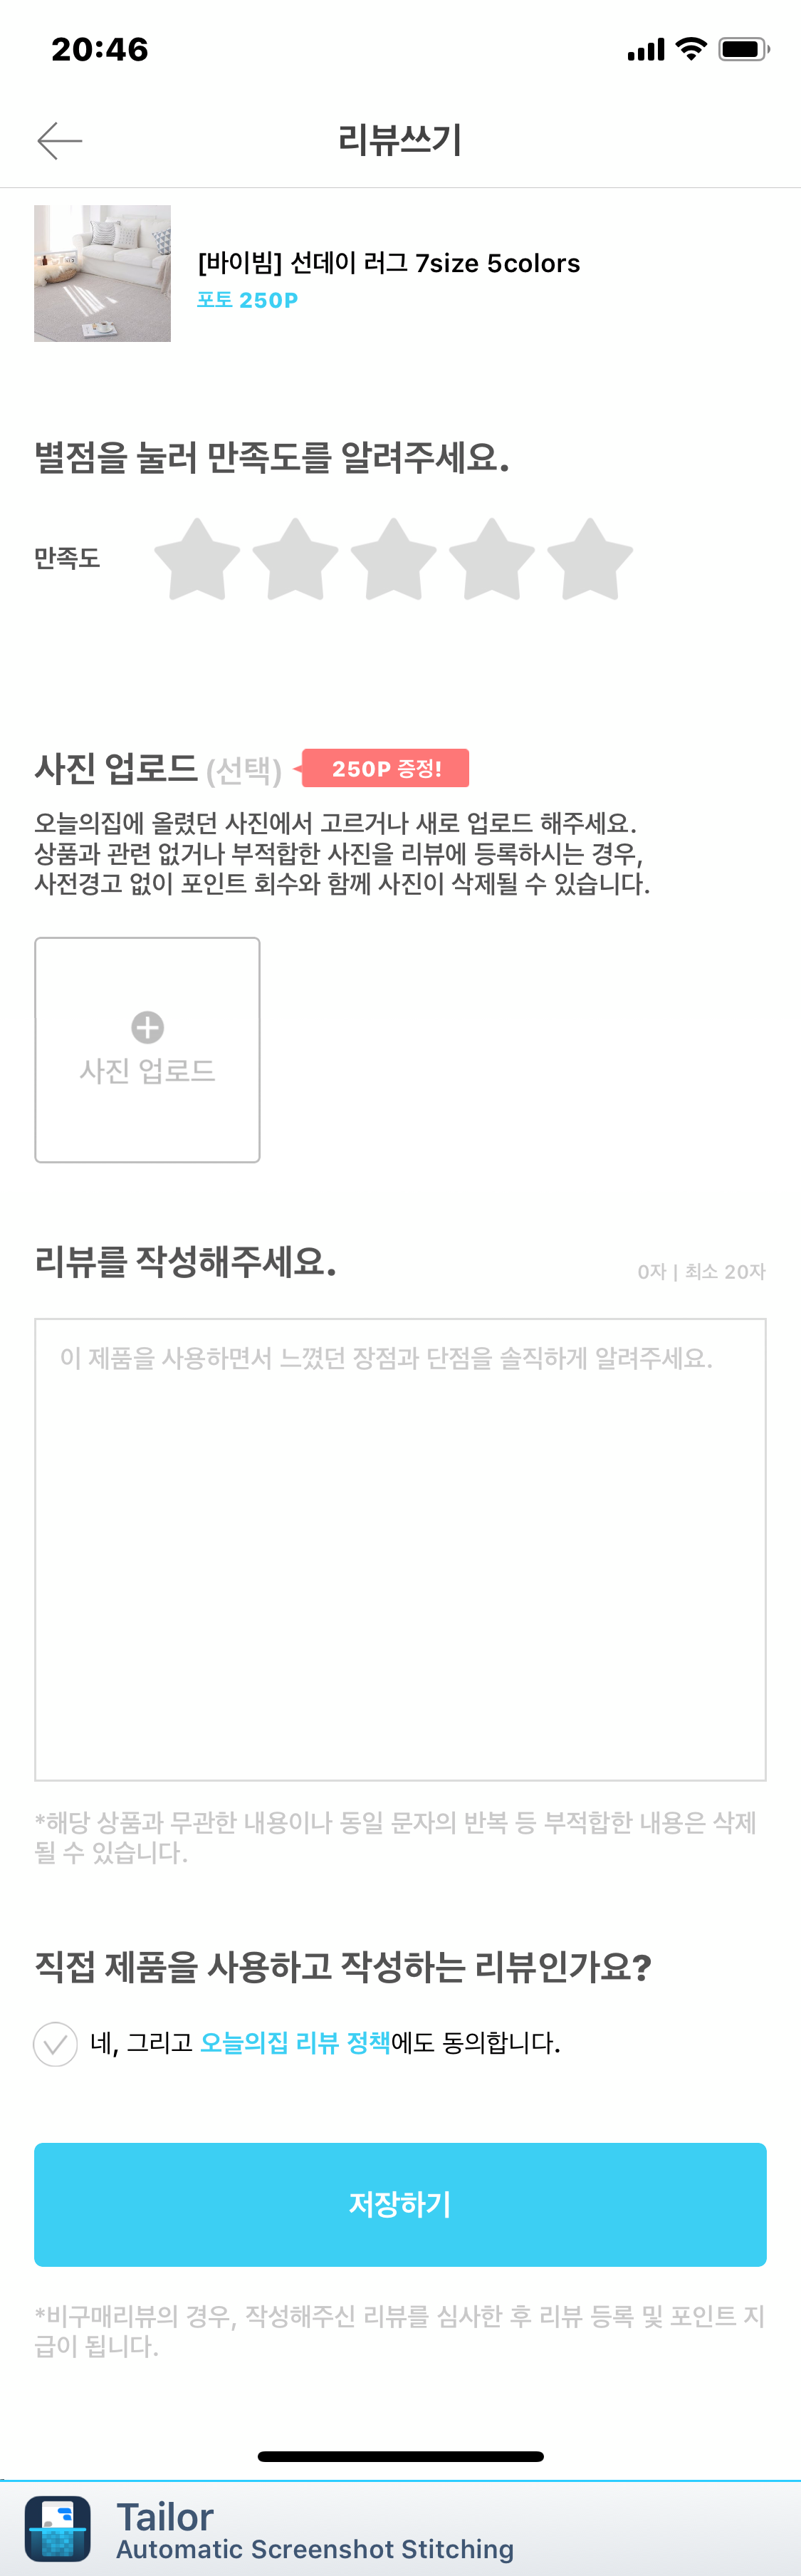 20:46
리뷰쓰기
[바이빔] 선데이 러그 7size 5colors
포토 250P
별점을 눌러 만족도를 알려주세요.
만족도
사진 업로드 (선택) 250P 증정!
오늘의집에 올렸던 사진에서 고르거나 새로 업로드 해주세요.
상품과 관련 없거나 부적합한 사진을 리뷰에 등록하시는 경우,
사전경고 없이 포인트 회수와 함께 사진이 삭제될 수 있습니다.
사진 업로드
리뷰를 작성해주세요.
0자 | 최소 20자
이 제품을 사용하면서 느꼈던 장점과 단점을 솔직하게 알려주세요.
*해당 상품과 무관한 내용이나 동일 문자의 반복 등 부적합한 내용은 삭제
될 수 있습니다.
직접 제품을 사용하고 작성하는 리뷰인가요?
네, 그리고 오늘의집 리뷰 정책에도 동의합니다.
저장하기
*비구매리뷰의 경우, 작성해주신 리뷰를 심사한 후 리뷰 등록 및 포인트 지
급이 됩니다.
Tailor
Automatic Screenshot Stitching